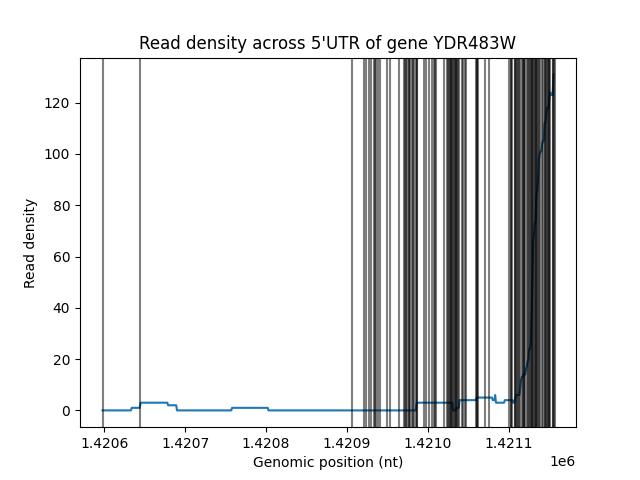 Read density across 5'UTR of gene YDR483W
Read density
120
100
80
60
40
20
0
1.4206 1.4207 1.4208 1.4209 1.4210 1.4211
1e6
Genomic position (nt)